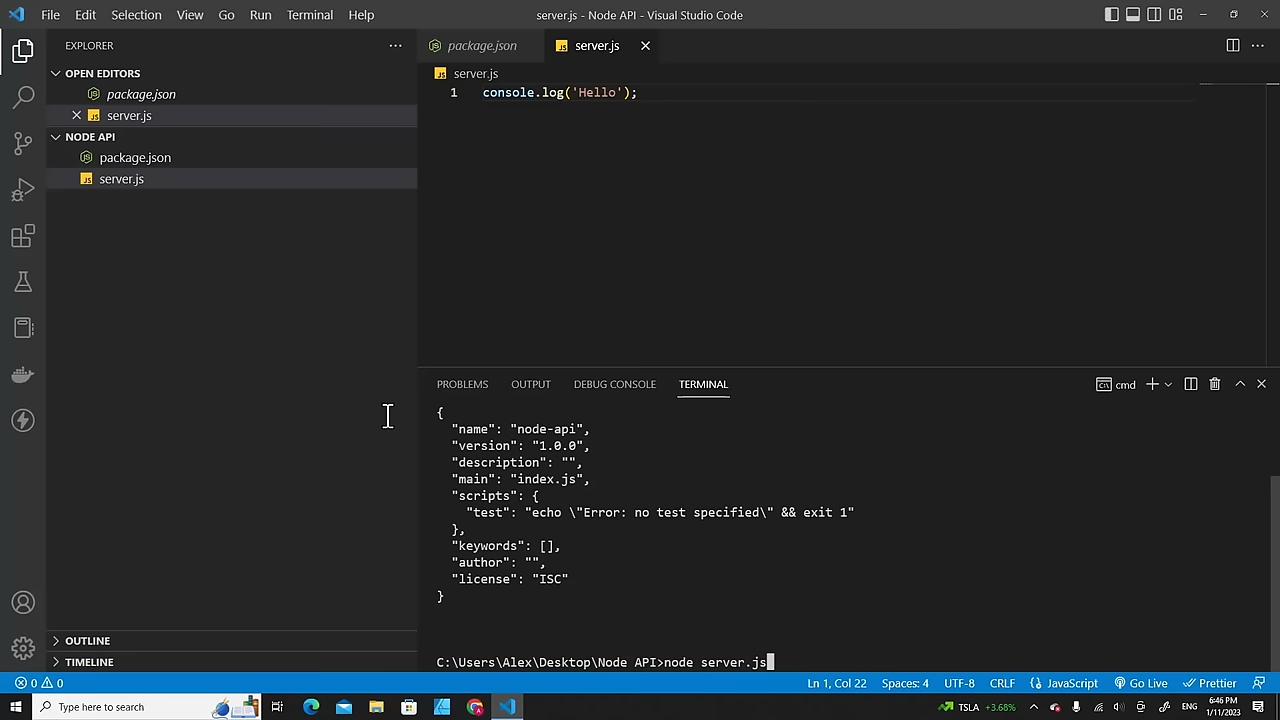 File Edit Selection View Go Run Terminal Help
server.js - Node API - Visual Studio Code
EXPLORER
OPEN EDITORS
package.json
server.js
NODE API
package.json
server.js
OUTLINE
TIMELINE
package.json
server.js
server.js
1 console.log('Hello');
PROBLEMS OUTPUT DEBUG CONSOLE TERMINAL
cmd
{
"name": "node-api",
"version": "1.0.0",
"description": "",
"main": "index.js",
"scripts": {
"test": "echo \"Error: no test specified\" && exit 1"
},
"keywords": [],
"author": "",
"license": "ISC"
}
C:\Users\Alex\Desktop\Node API>node server.js
0 0
Ln 1, Col 22 Spaces: 4 UTF-8 CRLF JavaScript Go Live Prettier
Type here to search
TSLA +3.68%
6:46 PM
1/11/2023